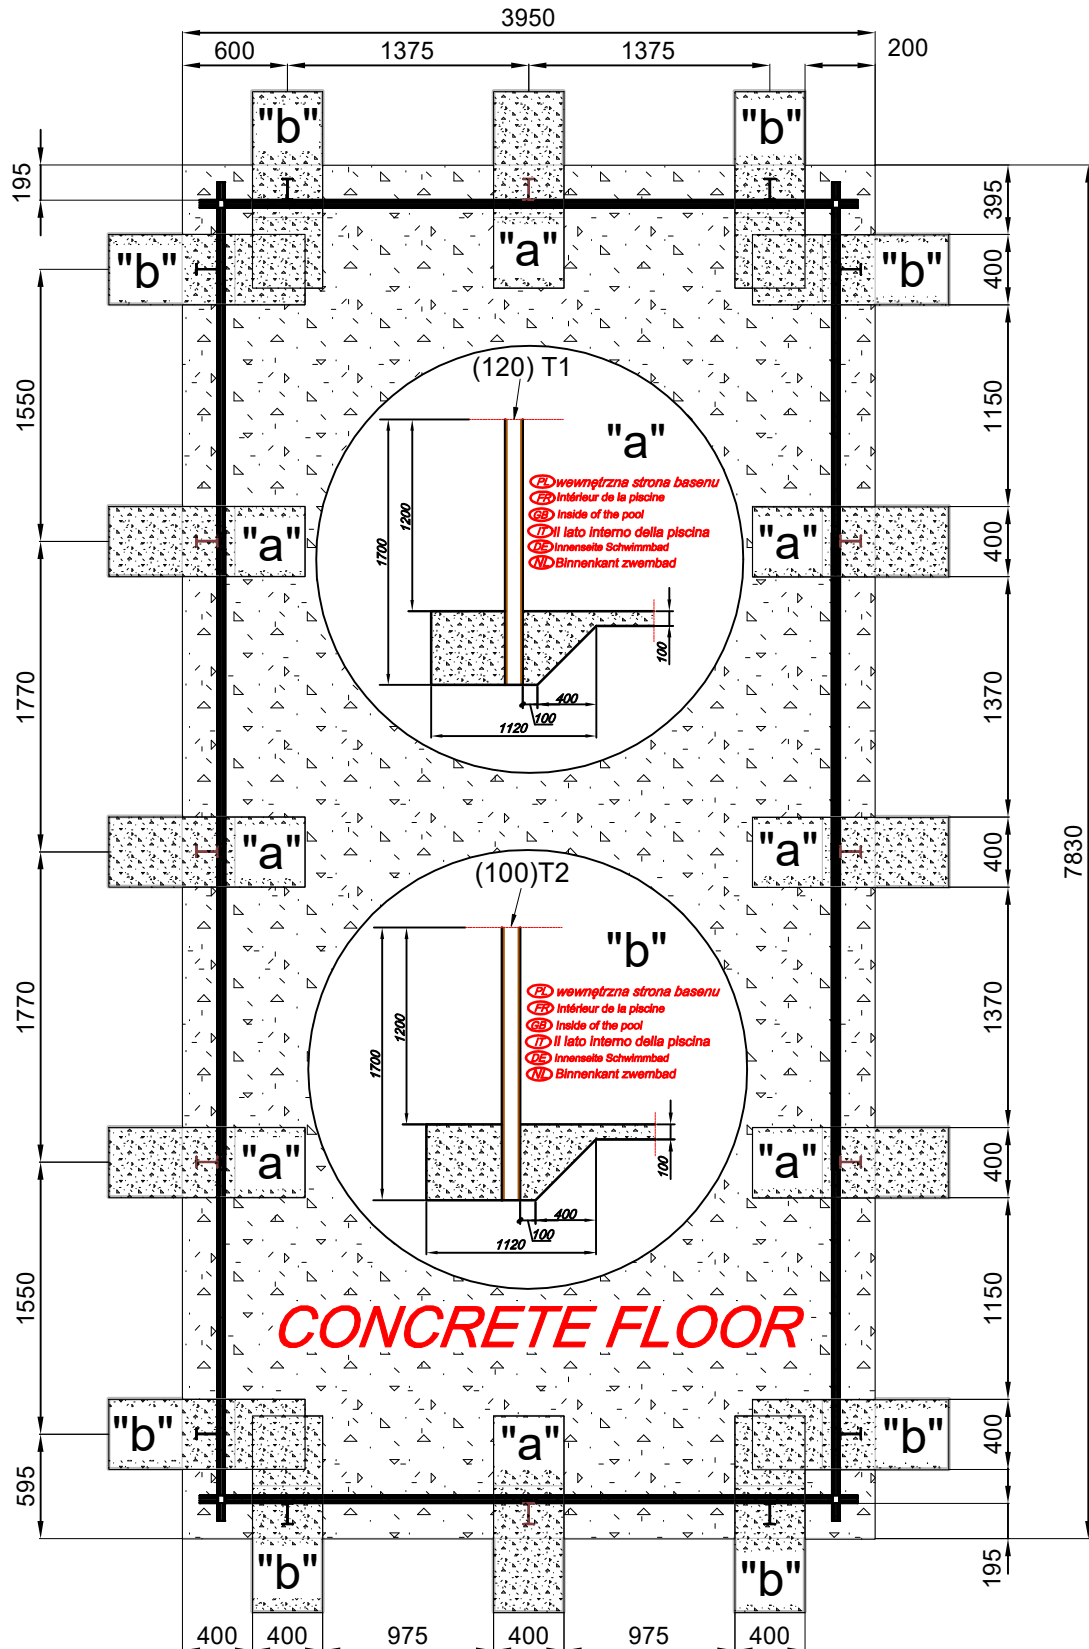 3950
600 1375 1375 200
"b" "b"
195 395
"a"
"b" "b"
400
1550 1150
(120) T1
"a"
PL wewnętrzna strona basenu
FR Intérieur de la piscine
GB Inside of the pool
IT Il lato interno della piscina
DE Innenseite Schwimmbad
NL Binnenkant zwembad
1700 1200
"a" "a"
400
100
400
100
1120
1770 1370
"a" "a"
400
7830
(100)T2
"b"
PL wewnętrzna strona basenu
FR Intérieur de la piscine
GB Inside of the pool
IT Il lato interno della piscina
DE Innenseite Schwimmbad
NL Binnenkant zwembad
1700 1200
1770 1370
100
"a" "a"
400
400
100
1120
1550 1150
CONCRETE FLOOR
"b" "a" "b"
400
595
195
"b" "b"
400 400 975 400 975 400